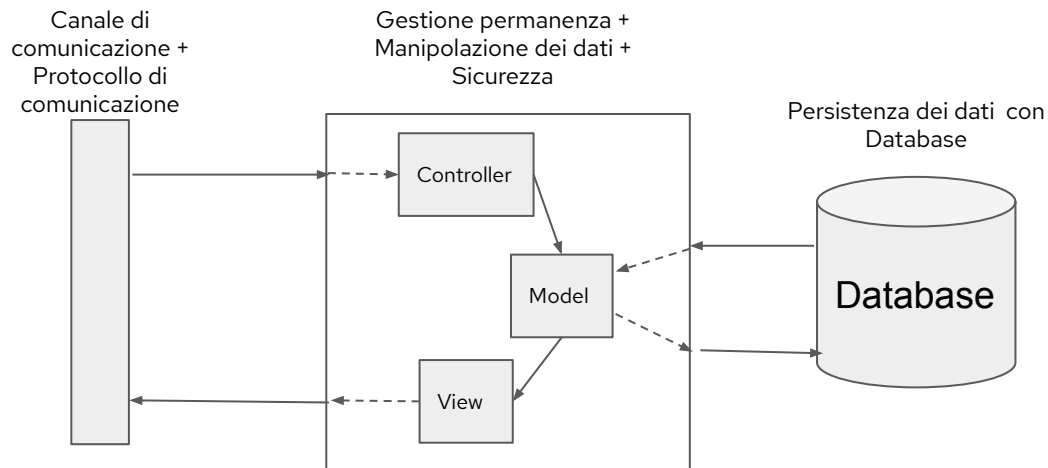 Canale di
comunicazione +
Protocollo di
comunicazione
Gestione permanenza +
Manipolazione dei dati +
Sicurezza
Persistenza dei dati con
Database
Controller
Model
View
Database